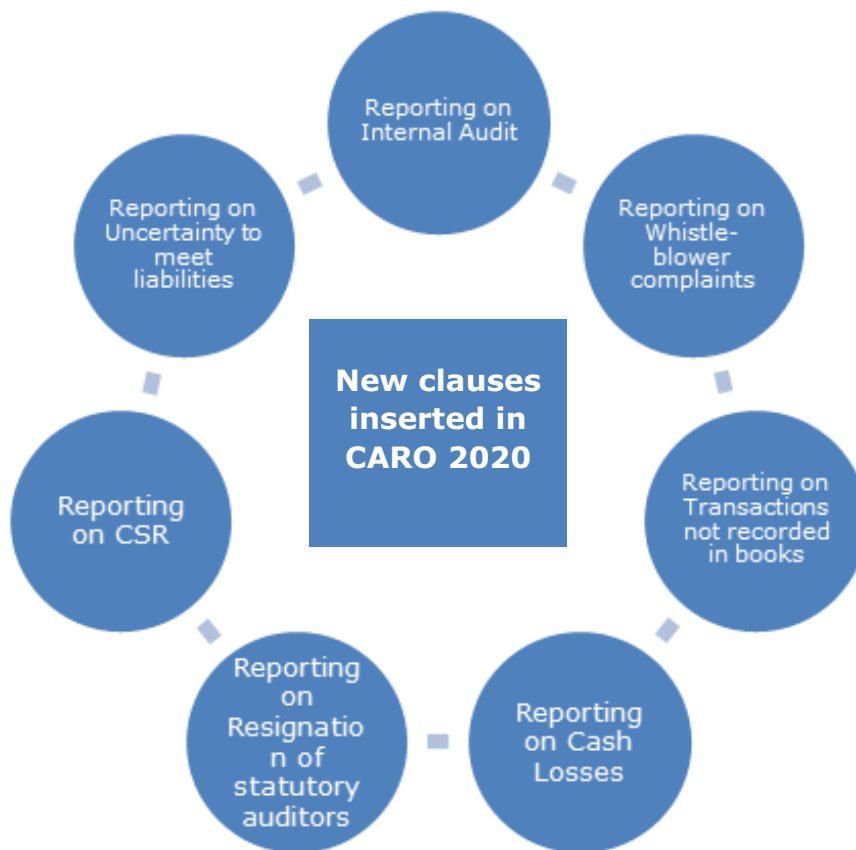 Reporting on
Internal Audit
Reporting on
Whistle-
blower
complaints
Reporting on
Transactions
not recorded
in books
Reporting
on Cash
Losses
Reporting
on
Resignatio
n of
statutory
auditors
Reporting
on CSR
Reporting on
Uncertainty to
meet
liabilities
New clauses
inserted in
CARO 2020